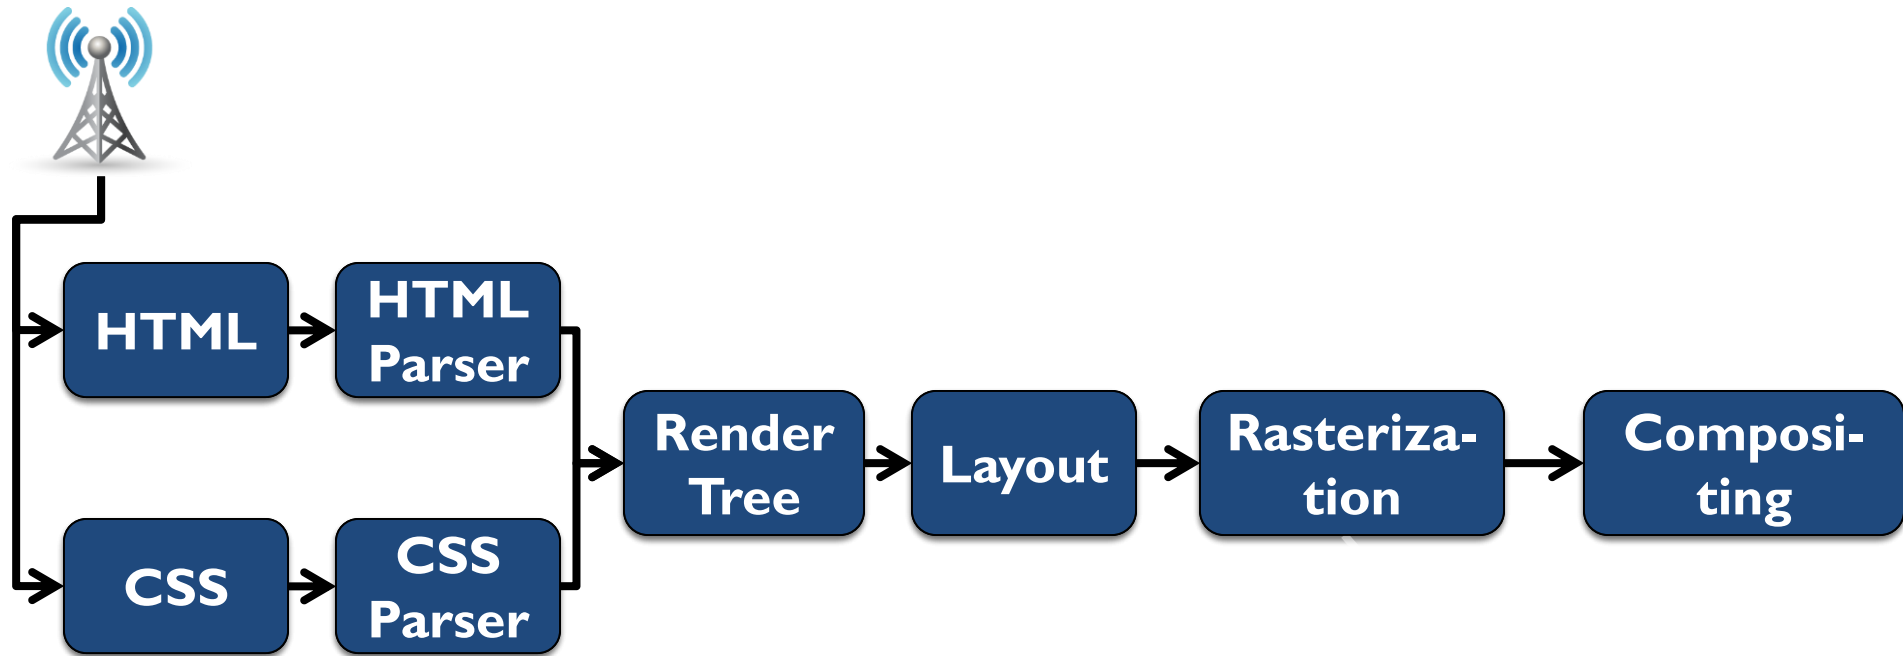 HTML
HTML
Parser
CSS
CSS
Parser
Render
Tree
Layout
Rasteriza-
tion
Composi-
ting